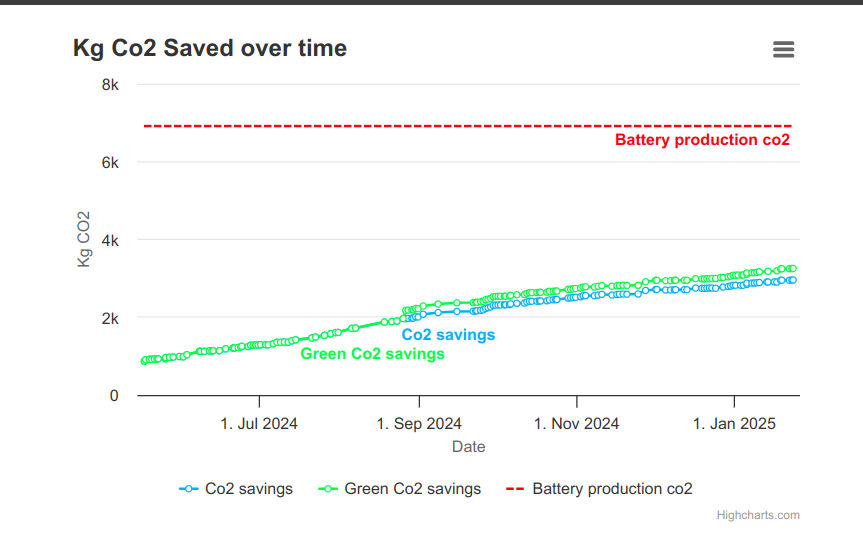 Kg Co2 Saved over time
8k
Battery production co2
6k
4k
Kg CO2
2k
Co2 savings
Green Co2 savings
0
1. Jul 2024 1. Sep 2024 1. Nov 2024 1. Jan 2025
Date
Co2 savings Green Co2 savings Battery production co2
Highcharts.com